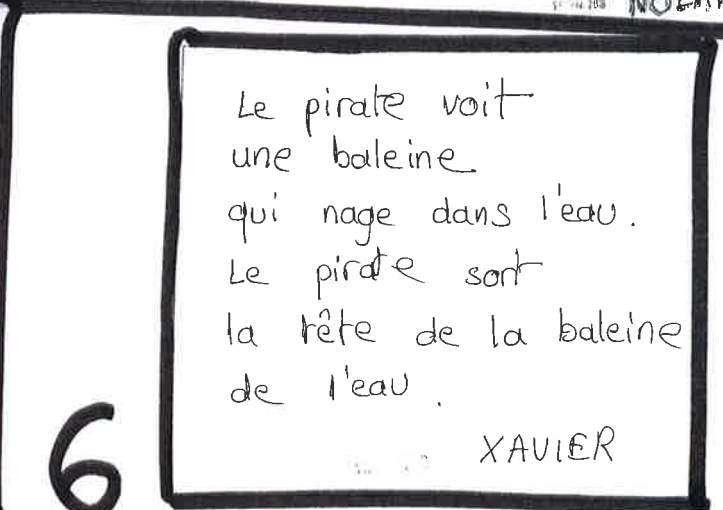 Le pirate voit
une baleine
qui nage dans l'eau.
Le pirate sort
la tête de la baleine
de l'eau.
XAVIER
6